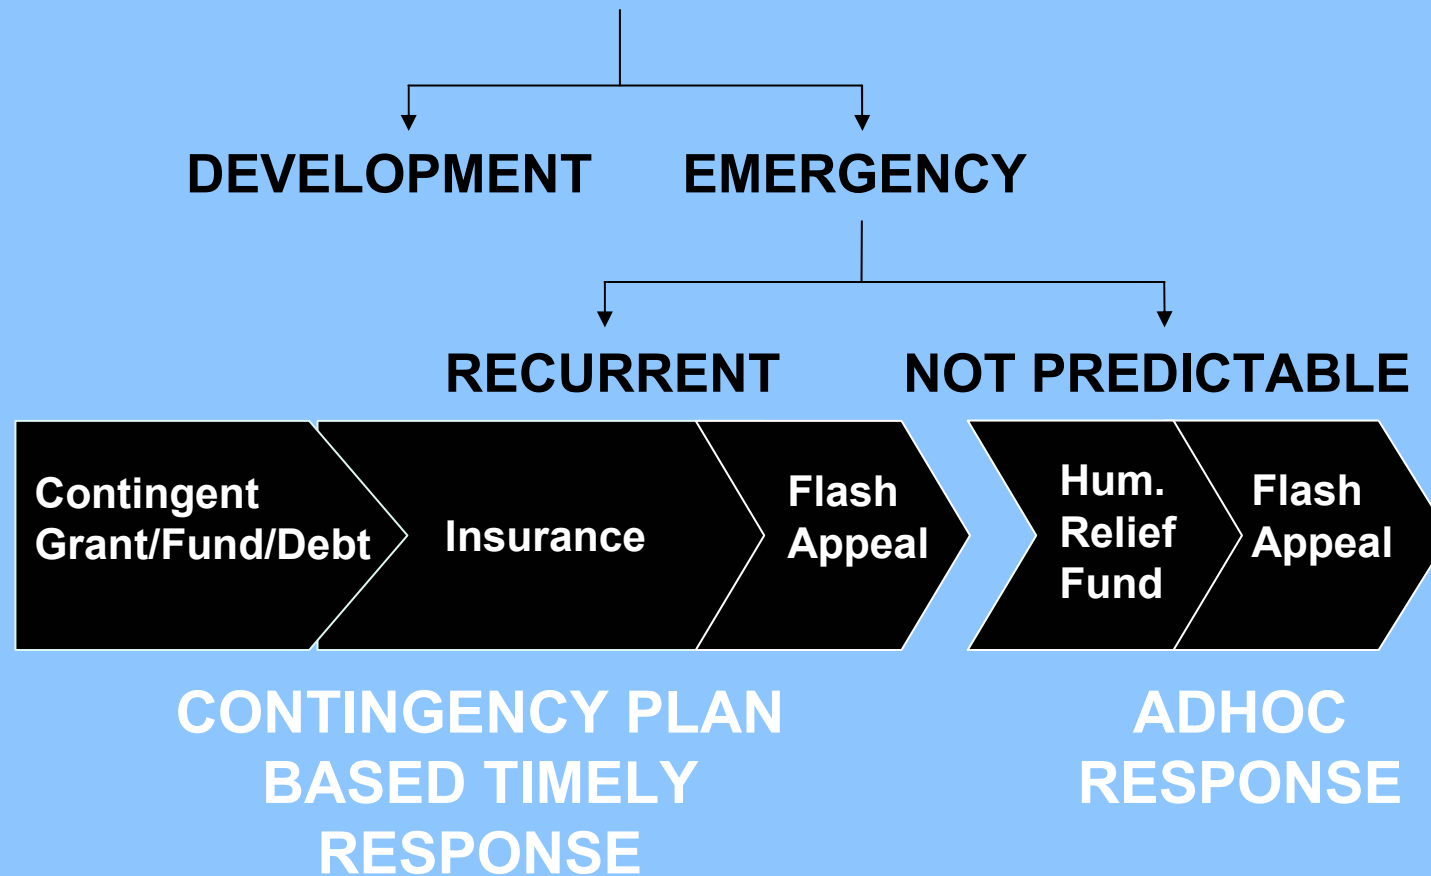 DEVELOPMENT
EMERGENCY
RECURRENT
NOT PREDICTABLE
Contingent
Grant/Fund/Debt
Insurance
Flash
Appeal
Hum.
Relief
Fund
Flash
Appeal
CONTINGENCY PLAN
BASED TIMELY
RESPONSE
ADHOC
RESPONSE